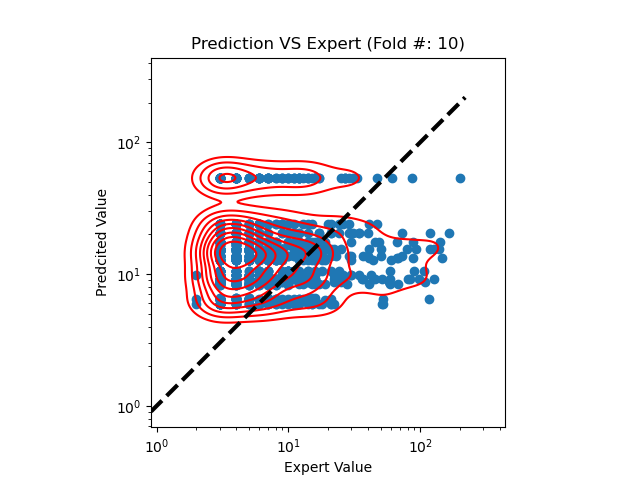 Prediction VS Expert (Fold #: 10)
Predcited Value
10²
10¹
10⁰
10⁰ 10¹ 10²
Expert Value